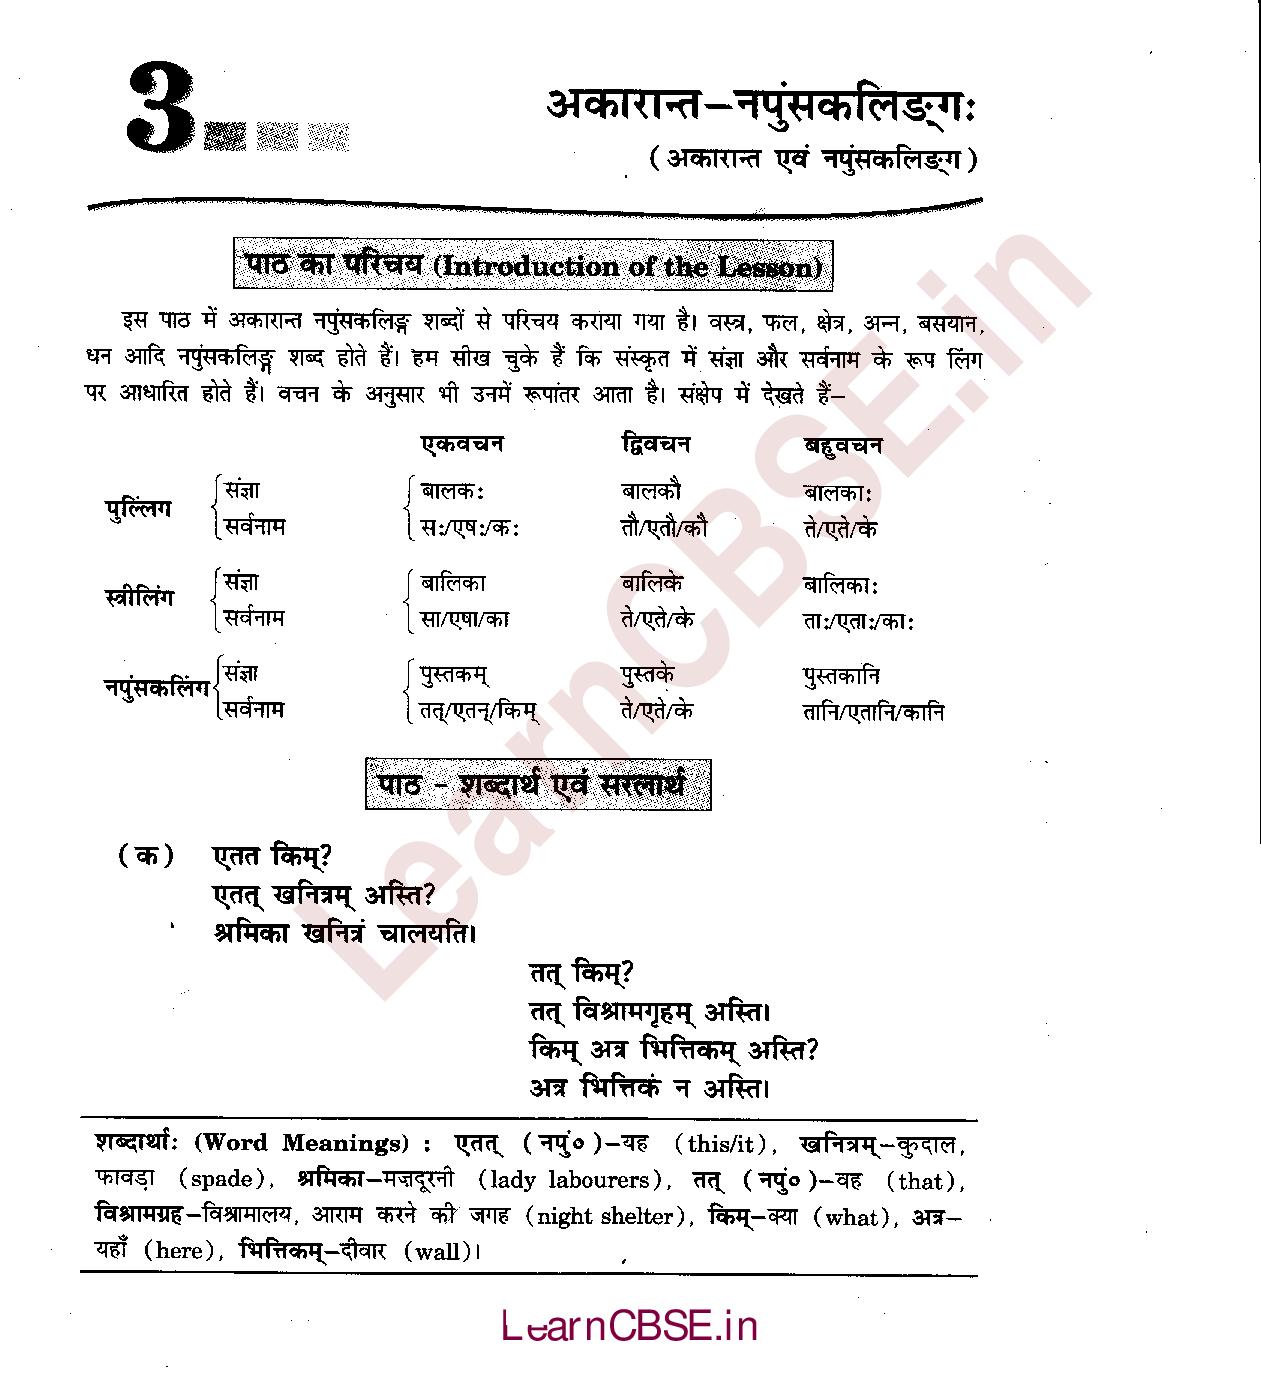 3
अकारान्त–नपुंसकलिङ्गः
(अकारान्त एवं नपुंसकलिङ्ग)
पाठ का परिचय (Introduction of the Lesson)
इस पाठ में अकारान्त नपुंसकलिङ्ग शब्दों से परिचय कराया गया है। वस्त्र, फल, क्षेत्र, अन्न, बसयान,
धन आदि नपुंसकलिङ्ग शब्द होते हैं। हम सीख चुके हैं कि संस्कृत में संज्ञा और सर्वनाम के रूप लिंग
पर आधारित होते हैं। वचन के अनुसार भी उनमें रूपांतर आता है। संक्षेप में देखते हैं–
एकवचन द्विवचन बहुवचन
पुल्लिंग
संज्ञा बालकः बालकौ बालकाः
सर्वनाम सः/एषः/कः तौ/एतौ/कौ ते/एते/के
स्त्रीलिंग
संज्ञा बालिका बालिके बालिकाः
सर्वनाम सा/एषा/का ते/एते/के ताः/एताः/काः
नपुंसकलिंग
संज्ञा पुस्तकम् पुस्तके पुस्तकानि
सर्वनाम तत्/एतन्/किम् ते/एते/के तानि/एतानि/कानि
पाठ - शब्दार्थ एवं सरलार्थ
(क) एतत किम्?
एतत् खनित्रम् अस्ति?
श्रमिका खनित्रं चालयति।
तत् किम्?
तत् विश्रामगृहम् अस्ति।
किम् अत्र भित्तिकम् अस्ति?
अत्र भित्तिकं न अस्ति।
शब्दार्थाः (Word Meanings) : एतत् (नपुं०)–यह (this/it), खनित्रम्–कुदाल,
फावड़ा (spade), श्रमिका–मज़दूरनी (lady labourers), तत् (नपुं०)–वह (that),
विश्रामग्रह–विश्रामालय, आराम करने की जगह (night shelter), किम्–क्या (what), अत्र–
यहाँ (here), भित्तिकम्–दीवार (wall)।
LearnCBSE.in
LearnCBSE.in